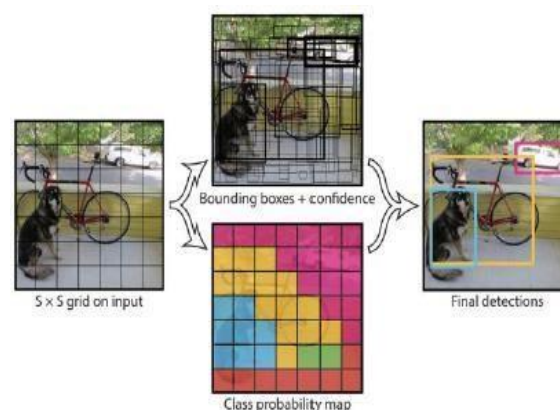 Bounding boxes + confidence
S × S grid on input
Final detections
Class probability map